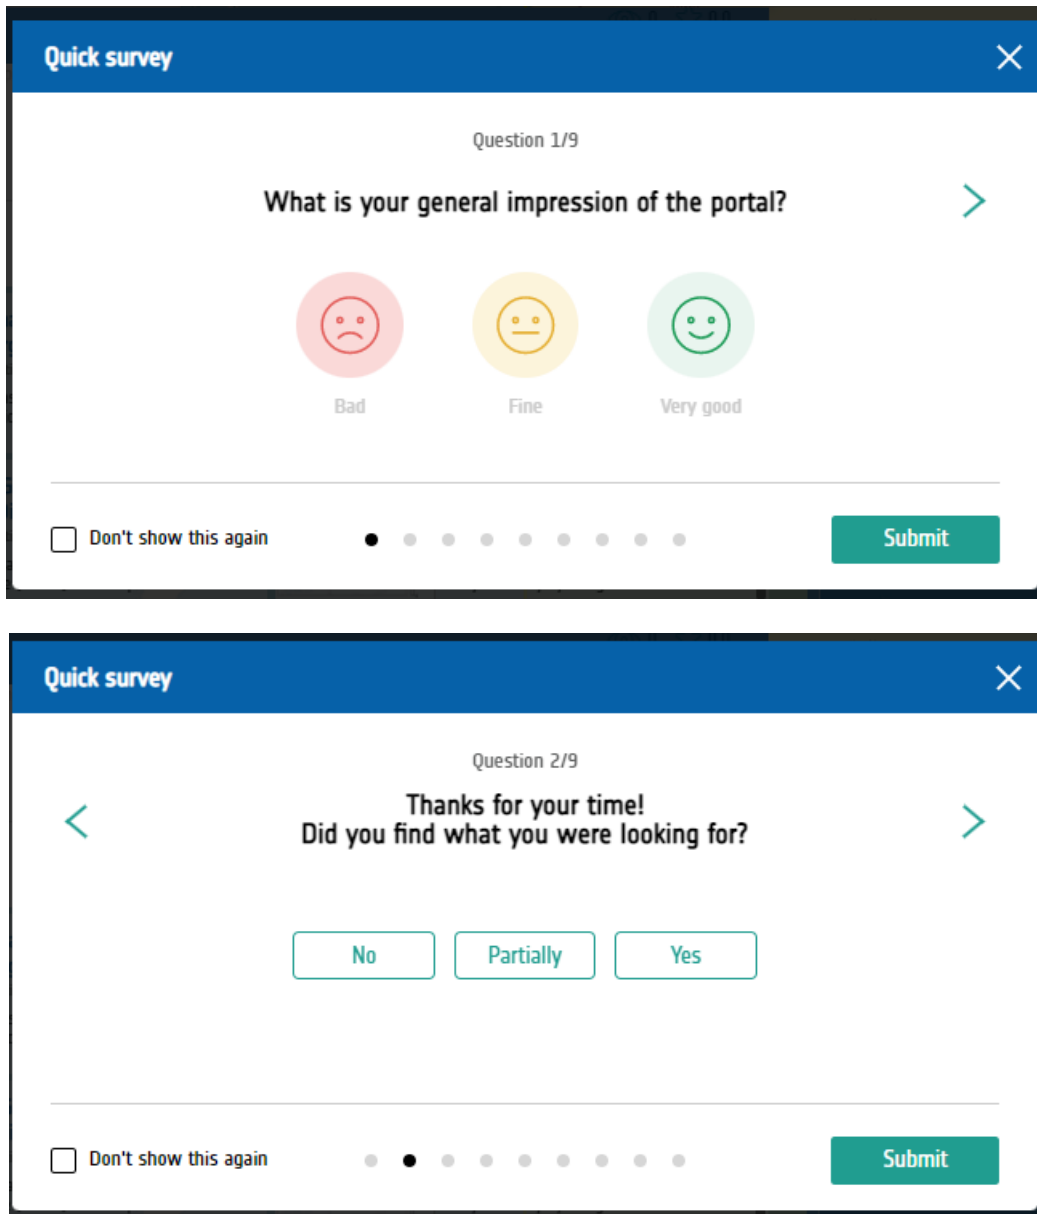 Quick survey
Question 1/9
What is your general impression of the portal?
Bad
Fine
Very good
Don't show this again
Submit
Quick survey
Question 2/9
Thanks for your time!
Did you find what you were looking for?
No
Partially
Yes
Don't show this again
Submit